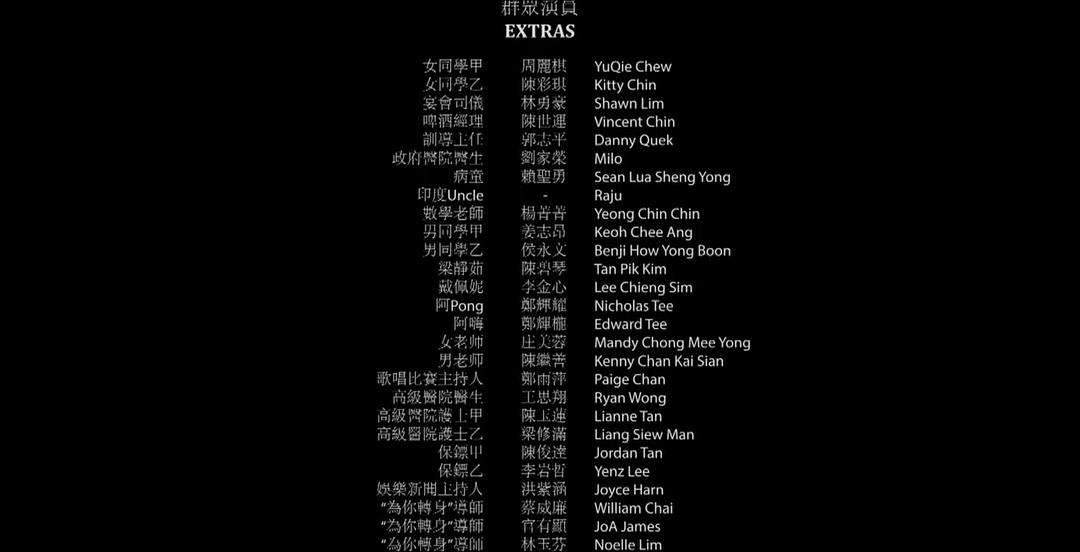 群眾演員
EXTRAS
女同學甲 周麗棋 YuQie Chew
女同學乙 陳彩琪 Kitty Chin
宴會司儀 林勇豪 Shawn Lim
啤酒經理 陳世運 Vincent Chin
訓導主任 郭志平 Danny Quek
政府醫院醫生 劉家榮 Milo
病童 賴聖勇 Sean Lua Sheng Yong
印度Uncle - Raju
數學老師 楊菁菁 Yeong Chin Chin
男同學甲 姜志昂 Keoh Chee Ang
男同學乙 侯永文 Benji How Yong Boon
梁靜茹 陳碧琴 Tan Pik Kim
戴佩妮 李金心 Lee Chieng Sim
阿Pong 鄭輝耀 Nicholas Tee
阿嗨 鄭輝櫳 Edward Tee
女老师 庄美蓉 Mandy Chong Mee Yong
男老师 陳繼善 Kenny Chan Kai Sian
歌唱比賽主持人 鄭雨萍 Paige Chan
高級醫院醫生 王思翔 Ryan Wong
高級醫院護士甲 陳玉蓮 Lianne Tan
高級醫院護士乙 梁修滿 Liang Siew Man
保鏢甲 陳俊逹 Jordan Tan
保鏢乙 李岩哲 Yenz Lee
娛樂新聞主持人 洪紫涵 Joyce Harn
“為你轉身”導師 蔡威廉 William Chai
“為你轉身”導師 官有顯 JoA James
“為你轉身”導師 林玉芬 Noelle Lim